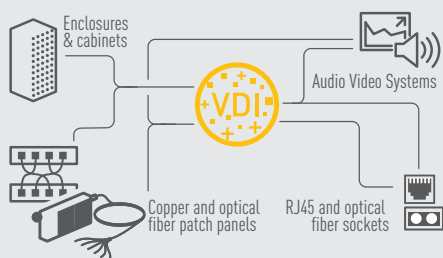 Enclosures
& cabinets
VDI
Audio Video Systems
Copper and optical
fiber patch panels
RJ45 and optical
fiber sockets